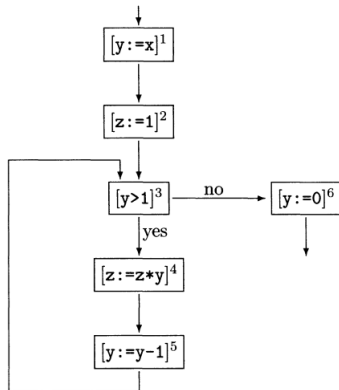 [y:=x]¹
[z:=1]²
[y>1]³
no
[y:=0]⁶
yes
[z:=z*y]⁴
[y:=y-1]⁵